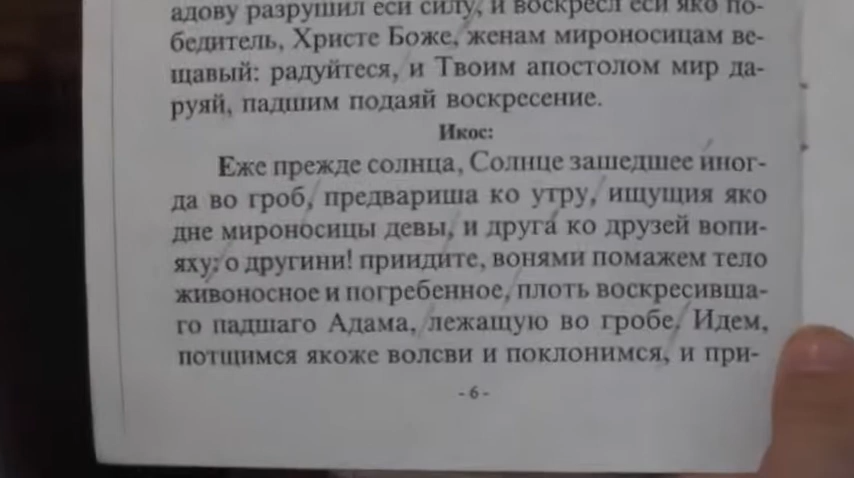 адову разрушил еси силу, и воскресл еси яко по-
бедитель, Христе Боже, женам мироносицам ве-
щавый: радуйтеся, и Твоим апостолом мир да-
руяй, падшим подаяй воскресение.
Икос:
Еже прежде солнца, Солнце зашедшее иног-
да во гроб, предвариша ко утру, ищущия яко
дне мироносицы девы, и друга ко друзей вопи-
яху: о другини! приидите, вонями помажем тело
живоносное и погребенное, плоть воскресивша-
го падшаго Адама, лежащую во гробе. Идем,
потщимся якоже волсви и поклонимся, и при-
- 6 -